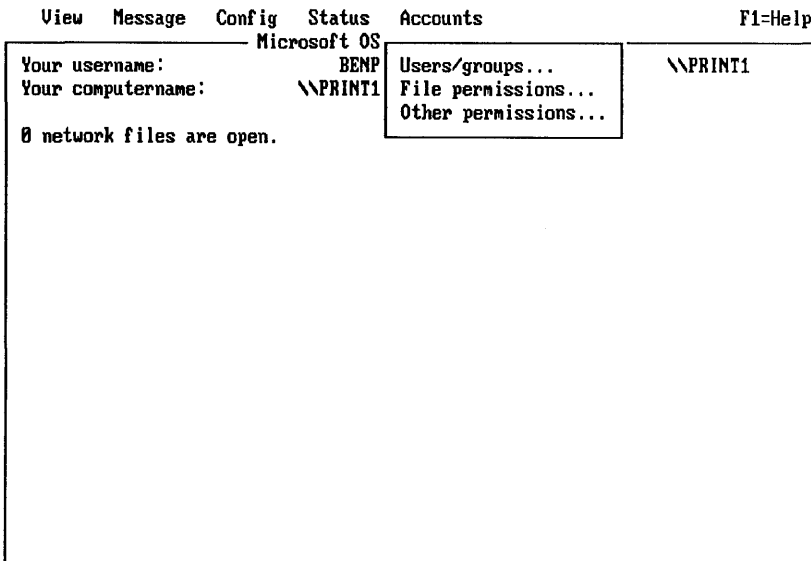 View Message Config Status Accounts F1=Help
Microsoft OS
Your username: BENP Users/groups... \\PRINT1
Your computername: \\PRINT1 File permissions...
Other permissions...
0 network files are open.